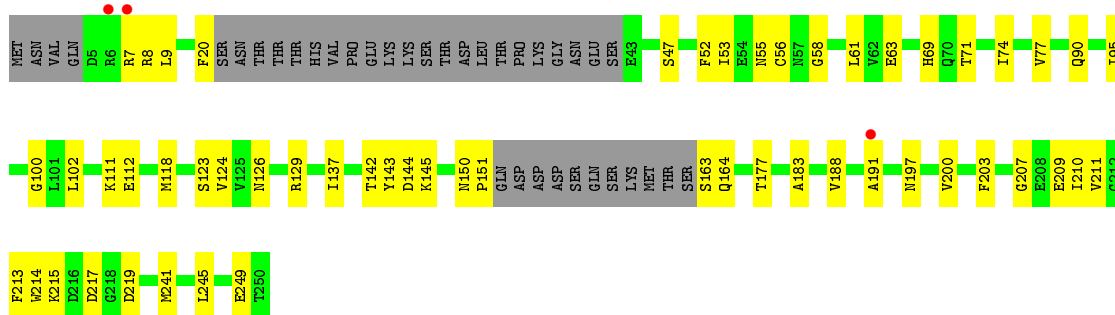 MET ASN VAL GLN D5 R6 R7 R8 L9 F20 SER ASN THR THR THR HIS VAL PRO GLU LYS LYS SER THR THR ASP LEU THR PRO LYS GLY ASN GLU SER E43 S47 F52 I53 E54 N55 C56 N57 G58 L61 V62 E63 H69 Q70 T71 I74 V77 Q90 I95
G100 L101 L102 K111 E112 M118 S123 V124 V125 N126 R129 I137 T142 Y143 D144 K145 N150 P151 GLN ASP ASP ASP SER GLN SER LYS MET THR SER S163 Q164 T177 A183 V188 A191 N197 V200 F203 G207 E208 E209 I210 V211 G212
F213 W214 K215 D216 D217 G218 D219 M241 L245 E249 T250